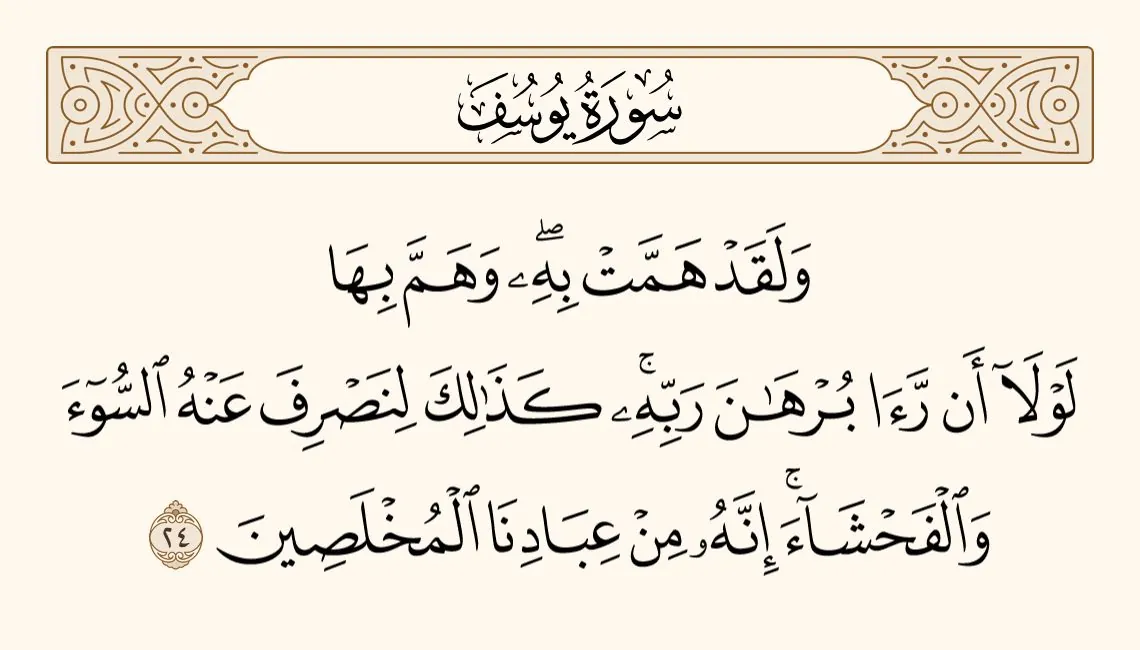 سُورَةُ يُوسُفَ
وَلَقَدۡ هَمَّتۡ بِهِۦۖ وَهَمَّ بِهَا
لَوۡلَآ أَن رَّءَا بُرۡهَٰنَ رَبِّهِۦۚ كَذَٰلِكَ لِنَصۡرِفَ عَنۡهُ ٱلسُّوٓءَ
وَٱلۡفَحۡشَآءَۚ إِنَّهُۥ مِنۡ عِبَادِنَا ٱلۡمُخۡلَصِينَ ٢٤